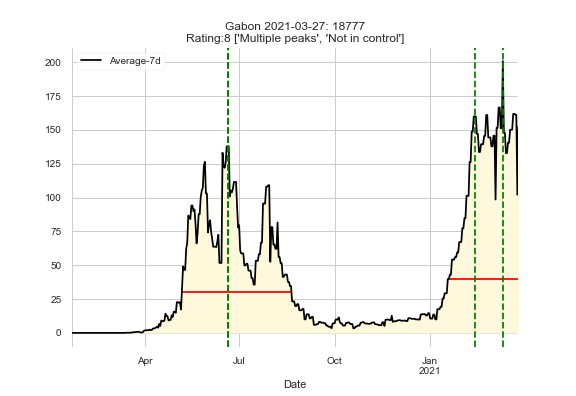 Gabon 2021-03-27: 18777
Rating:8 ['Multiple peaks', 'Not in control']
Average-7d
200
175
150
125
100
75
50
25
0
Apr
Jul
Oct
Jan
2021
Date